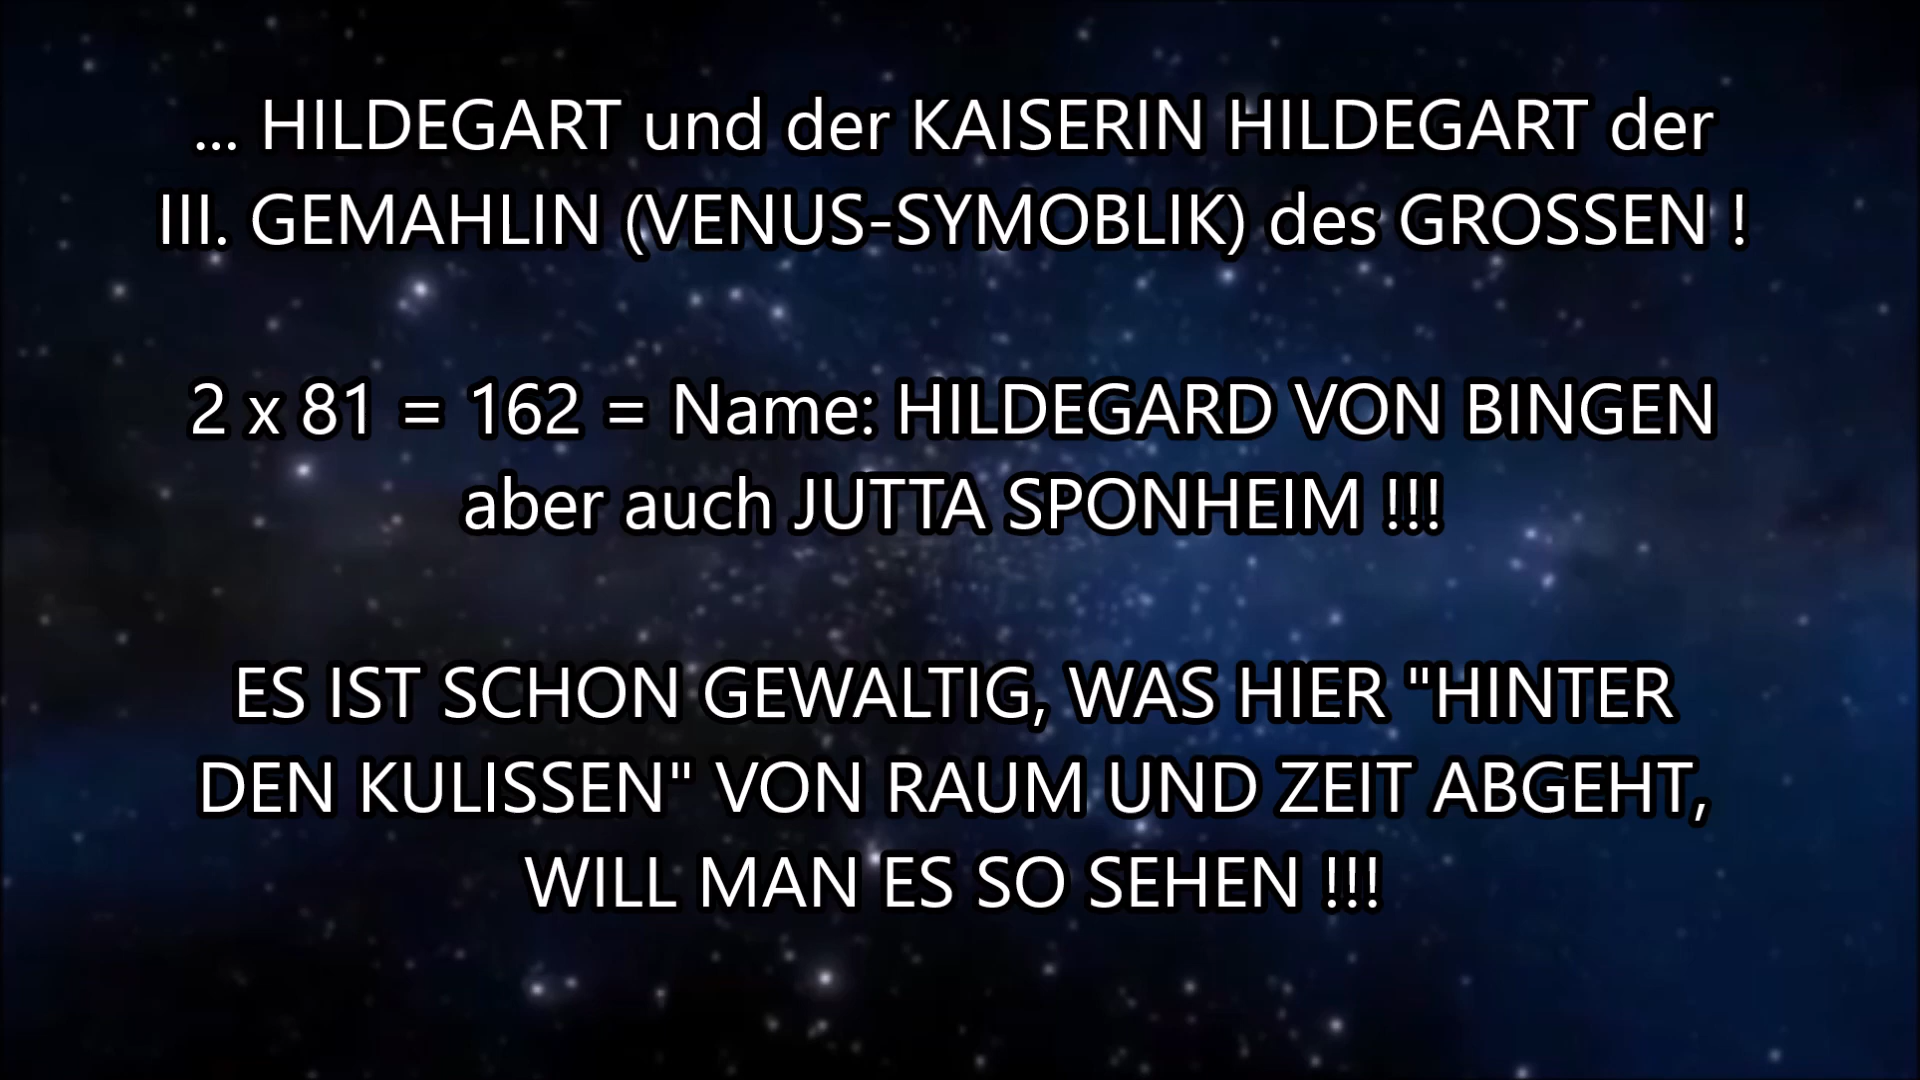 ... HILDEGART und der KAISERIN HILDEGART der
III. GEMAHLIN (VENUS-SYMOBLIK) des GROSSEN !
2 x 81 = 162 = Name: HILDEGARD VON BINGEN
aber auch JUTTA SPONHEIM !!!
ES IST SCHON GEWALTIG, WAS HIER "HINTER
DEN KULISSEN" VON RAUM UND ZEIT ABGEHT,
WILL MAN ES SO SEHEN !!!